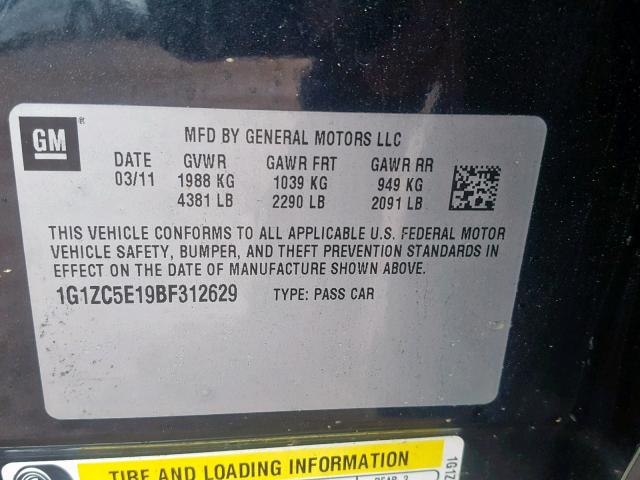 GM ®
MFD BY GENERAL MOTORS LLC
DATE GVWR GAWR FRT GAWR RR
03/11 1988 KG 1039 KG 949 KG
4381 LB 2290 LB 2091 LB
THIS VEHICLE CONFORMS TO ALL APPLICABLE U.S. FEDERAL MOTOR
VEHICLE SAFETY, BUMPER, AND THEFT PREVENTION STANDARDS IN
EFFECT ON THE DATE OF MANUFACTURE SHOWN ABOVE.
1G1ZC5E19BF312629 TYPE: PASS CAR
TIRE AND LOADING INFORMATION
1G1Z